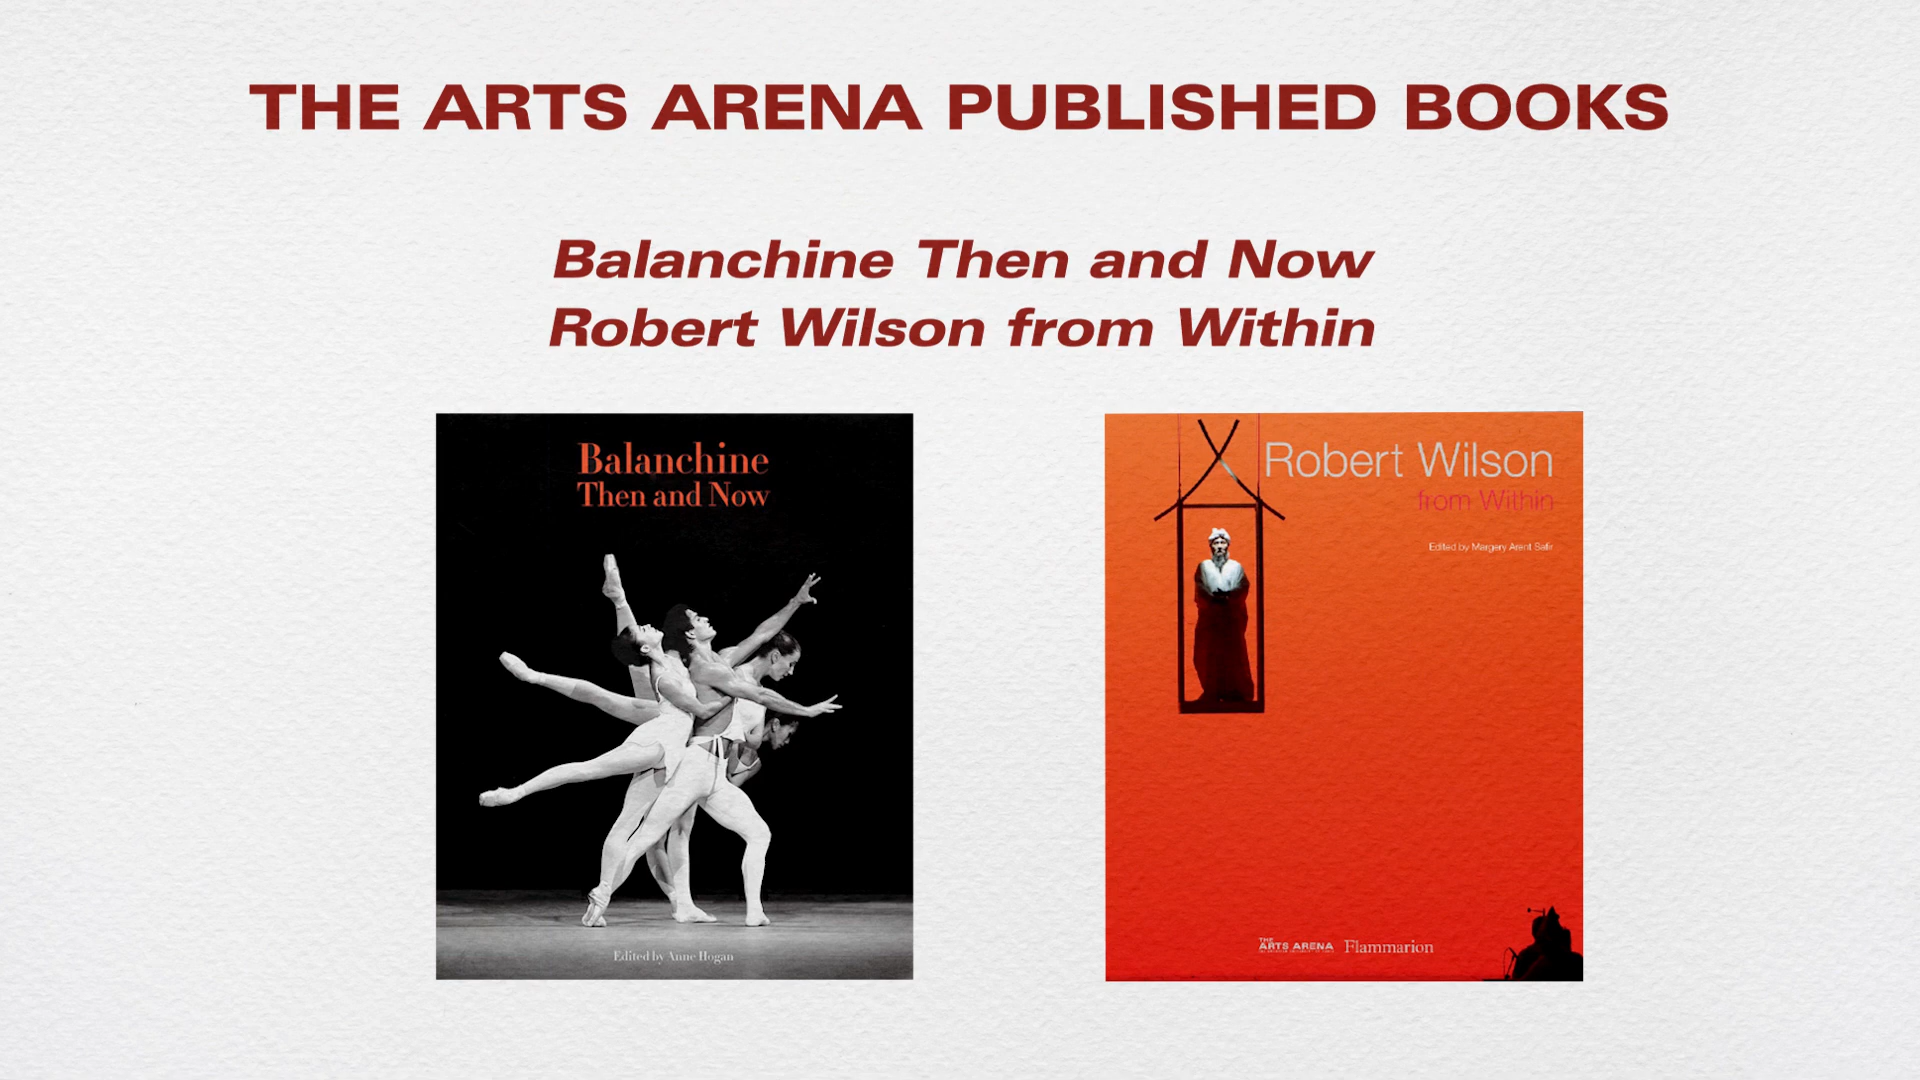 THE ARTS ARENA PUBLISHED BOOKS
Balanchine Then and Now
Robert Wilson from Within
Balanchine
Then and Now
Edited by Anne Hogan
Robert Wilson
from Within
Edited by Margery Arent Safir
THE
ARTS ARENA
Flammarion